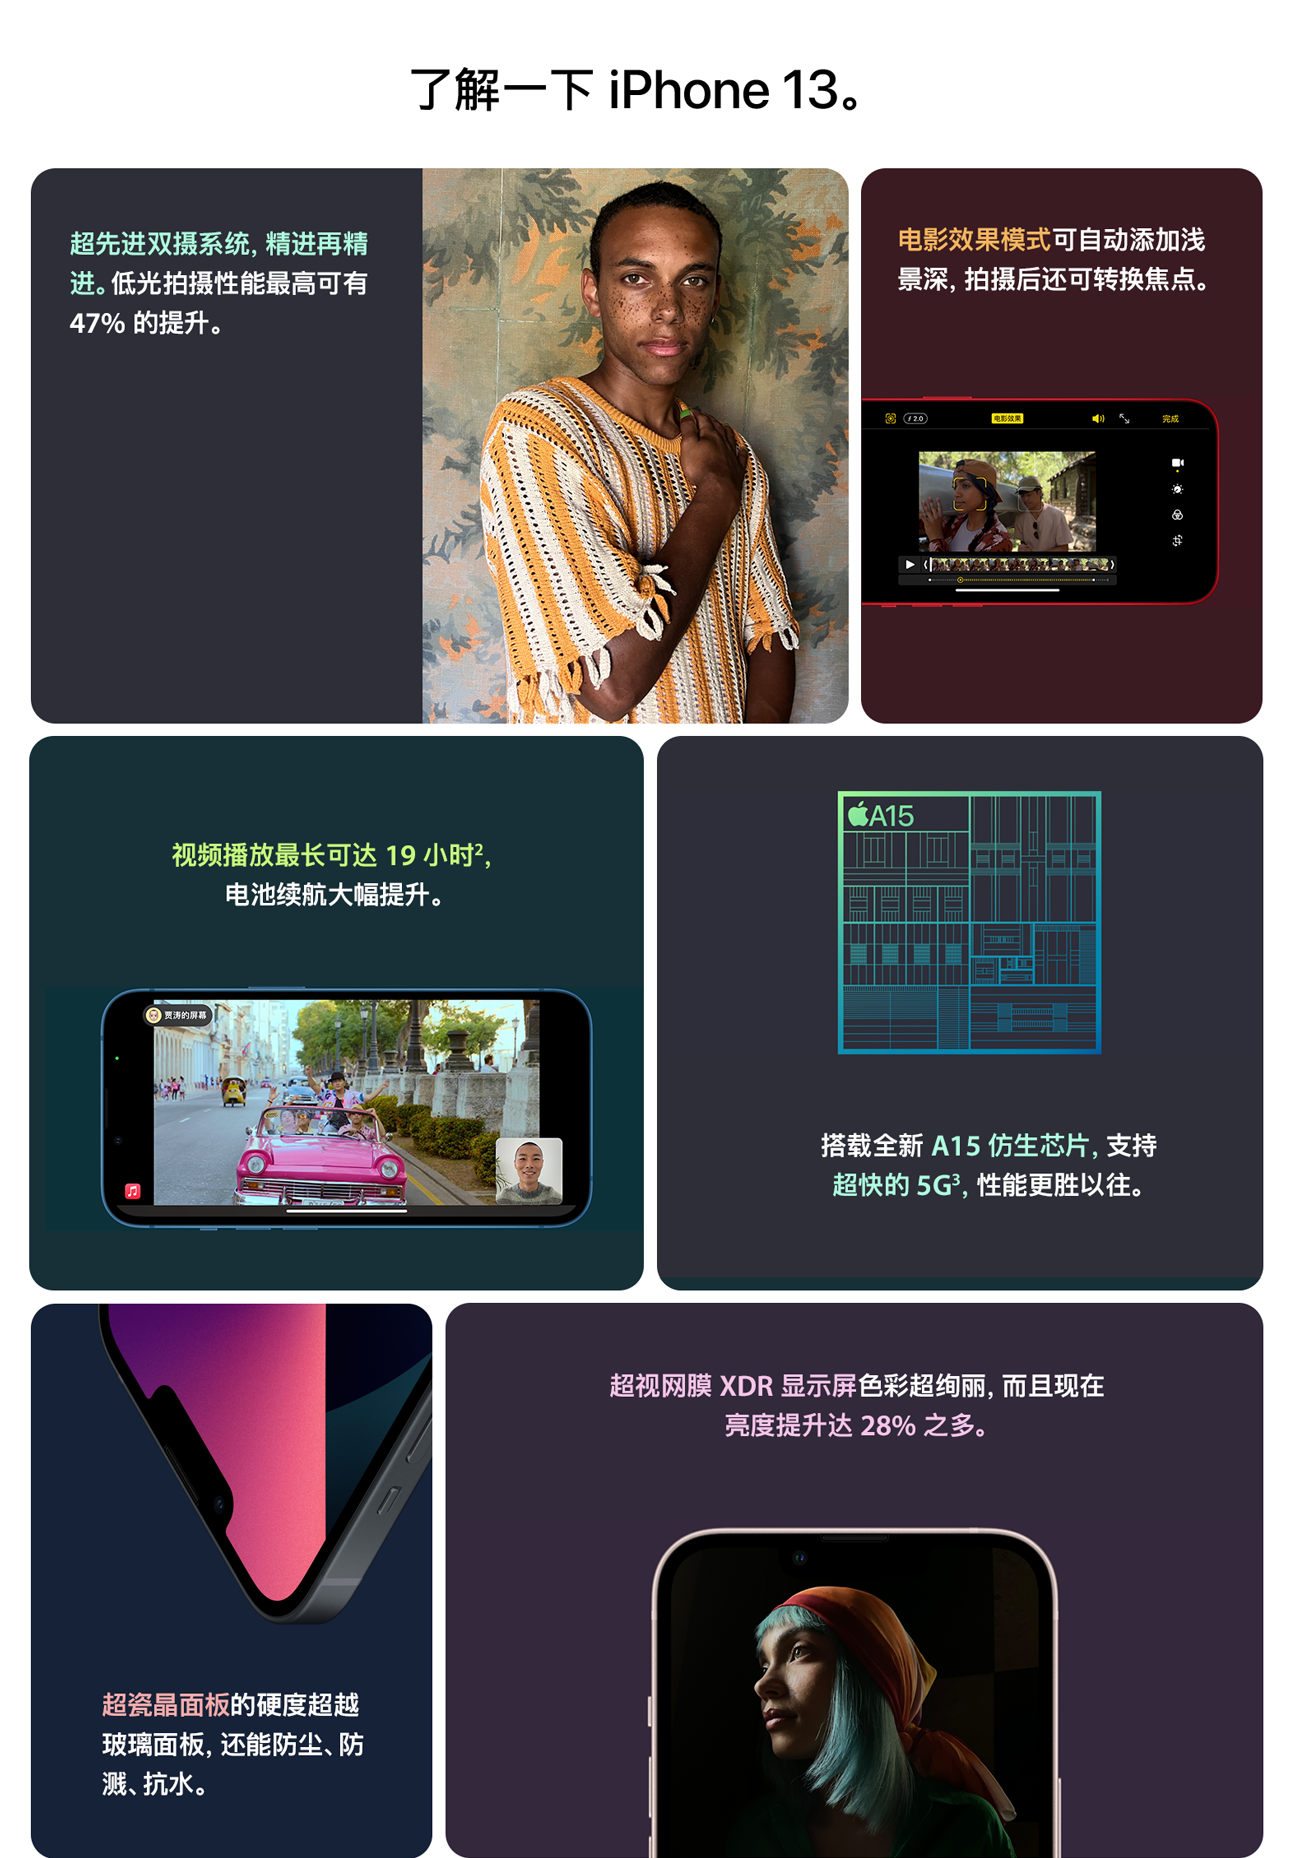 了解一下 iPhone 13。
超先进双摄系统, 精进再精
进。低光拍摄性能最高可有
47% 的提升。
电影效果模式可自动添加浅
景深, 拍摄后还可转换焦点。
f 2.0
电影效果
完成
视频播放最长可达 19 小时²,
电池续航大幅提升。
贾涛的屏幕
A15
搭载全新 A15 仿生芯片, 支持
超快的 5G³, 性能更胜以往。
超瓷晶面板的硬度超越
玻璃面板, 还能防尘、防
溅、抗水。
超视网膜 XDR 显示屏色彩超绚丽, 而且现在
亮度提升达 28% 之多。